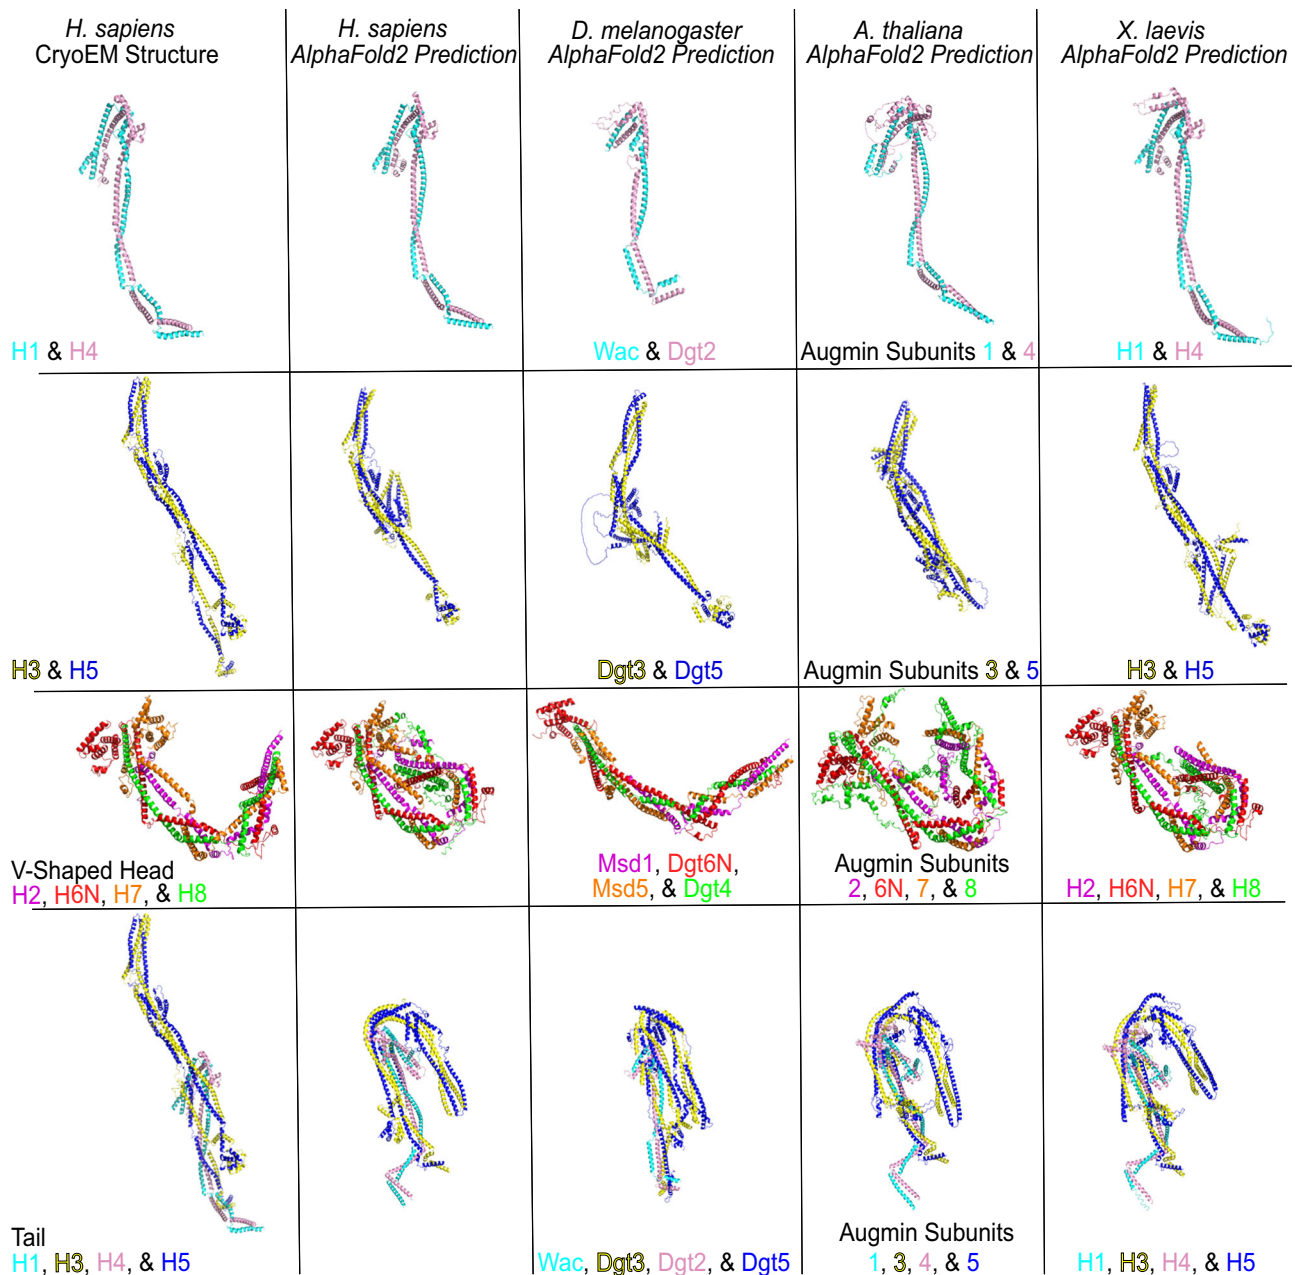 H. sapiens
CryoEM Structure
H. sapiens
AlphaFold2 Prediction
D. melanogaster
AlphaFold2 Prediction
A. thaliana
AlphaFold2 Prediction
X. laevis
AlphaFold2 Prediction
H1 & H4
Wac & Dgt2
Augmin Subunits 1 & 4
H1 & H4
H3 & H5
Dgt3 & Dgt5
Augmin Subunits 3 & 5
H3 & H5
V-Shaped Head
H2, H6N, H7, & H8
Msd1, Dgt6N,
Msd5, & Dgt4
Augmin Subunits
2, 6N, 7, & 8
H2, H6N, H7, & H8
Tail
H1, H3, H4, & H5
Wac, Dgt3, Dgt2, & Dgt5
Augmin Subunits
1, 3, 4, & 5
H1, H3, H4, & H5